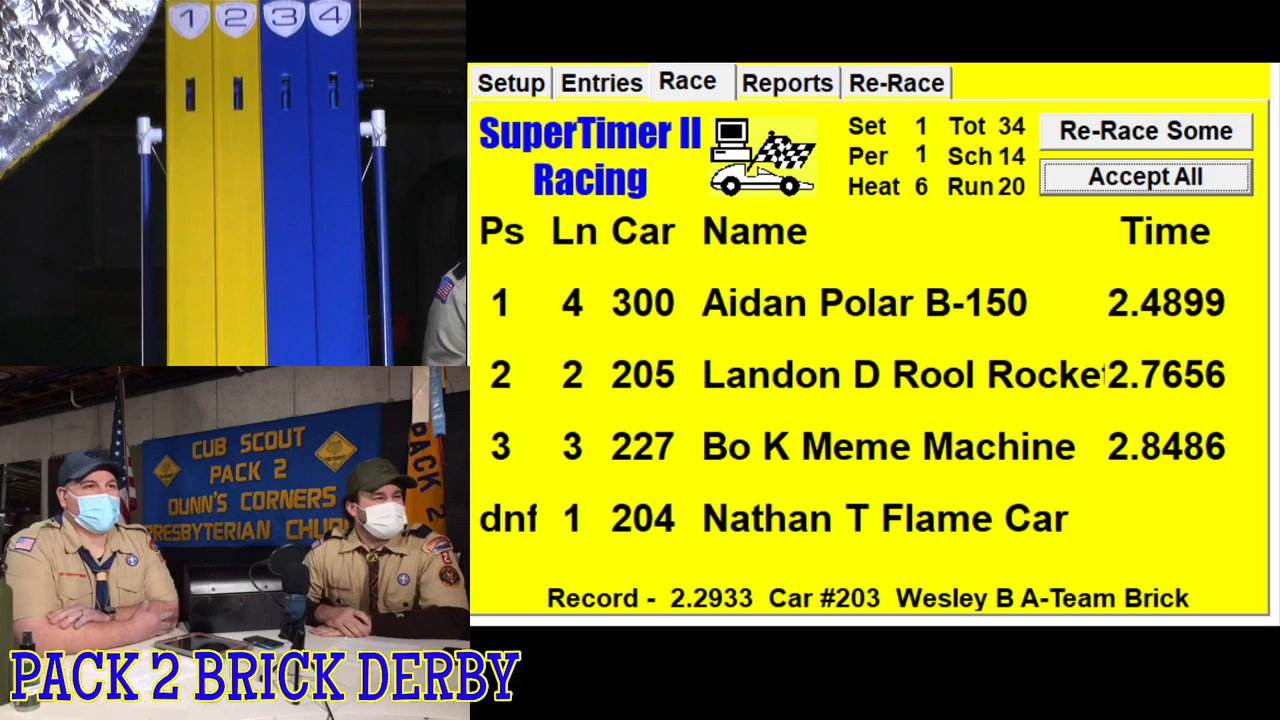 1 2 3 4
Setup Entries Race Reports Re-Race
SuperTimer II
Racing
Set 1 Tot 34
Per 1 Sch 14
Heat 6 Run 20
Re-Race Some
Accept All
Ps Ln Car Name Time
1 4 300 Aidan Polar B-150 2.4899
2 2 205 Landon D Rool Rocket 2.7656
3 3 227 Bo K Meme Machine 2.8486
dnf 1 204 Nathan T Flame Car
Record - 2.2933 Car #203 Wesley B A-Team Brick
CUB SCOUT
PACK 2
DUNN'S CORNERS
PRESBYTERIAN CHU
PACK 2
PACK 2 BRICK DERBY